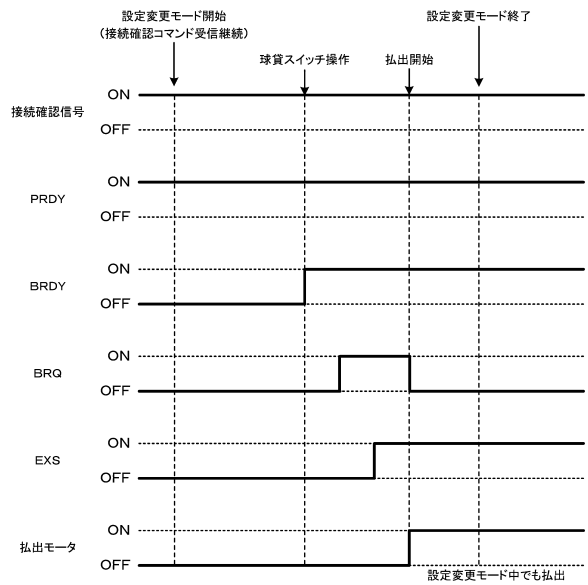 設定変更モード開始
（接続確認コマンド受信継続）
設定変更モード終了
球貸スイッチ操作
払出開始
接続確認信号
ON
OFF
PRDY
ON
OFF
BRDY
ON
OFF
BRQ
ON
OFF
EXS
ON
OFF
払出モータ
ON
OFF
設定変更モード中でも払出